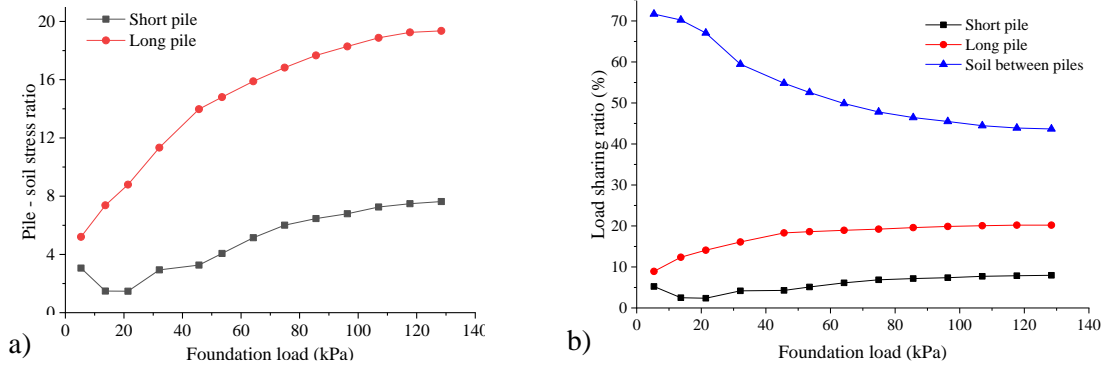 Short pile
Long pile
Pile - soil stress ratio
20
16
12
8
4
0
0 20 40 60 80 100 120 140
Foundation load (kPa)
a)
Short pile
Long pile
Soil between piles
Load sharing ratio (%)
70
60
50
40
30
20
10
0
0 20 40 60 80 100 120 140
Foundation load (kPa)
b)